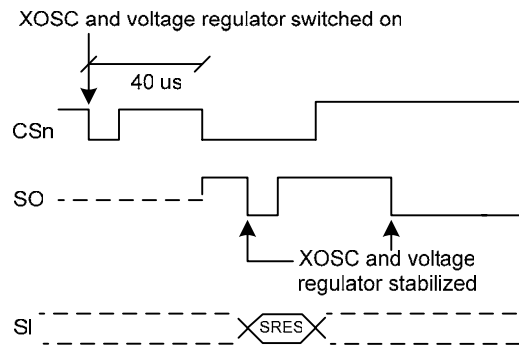 XOSC and voltage regulator switched on
40 us
CSn
SO
XOSC and voltage
regulator stabilized
SI
SRES